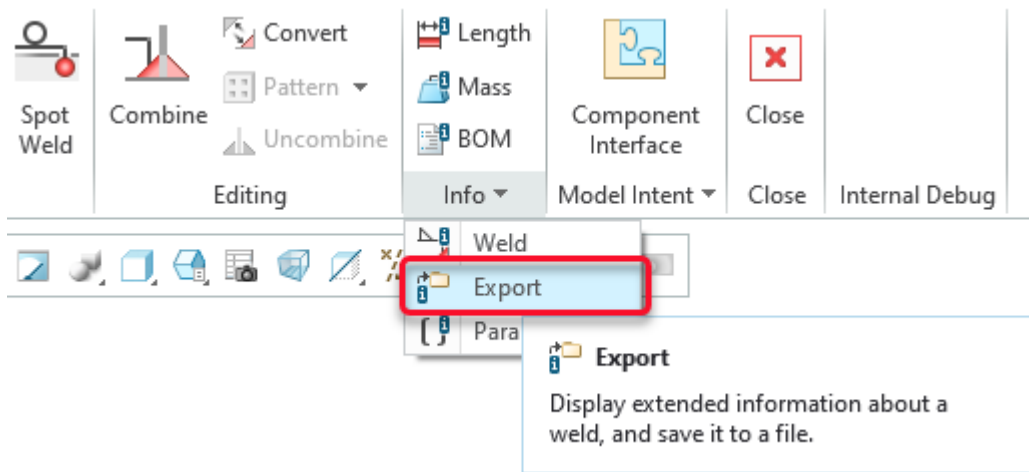 Spot
Weld
Combine
Convert
Pattern
Uncombine
Editing
Length
Mass
BOM
Info
Component
Interface
Model Intent
Close
Close
Internal Debug
Weld
Export
Para
Export
Display extended information about a
weld, and save it to a file.